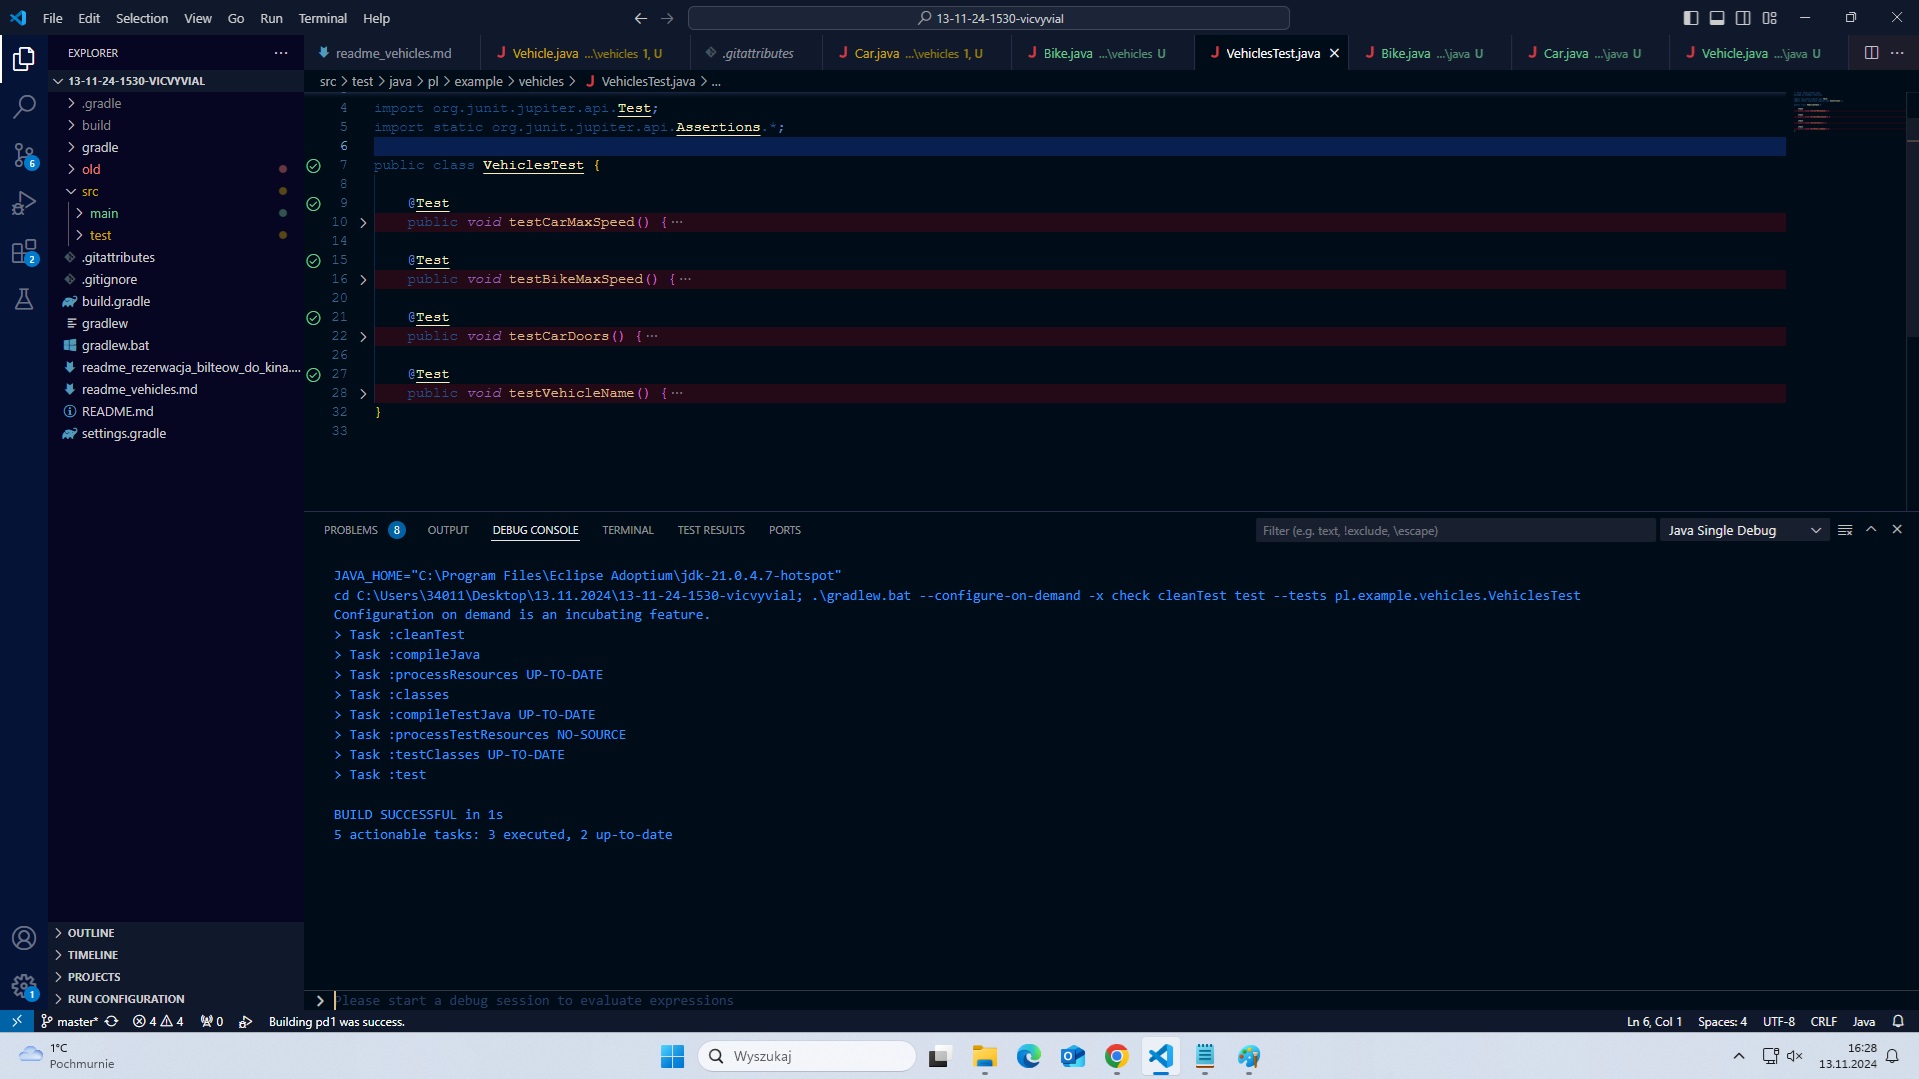 File Edit Selection View Go Run Terminal Help
13-11-24-1530-vicvyvial
EXPLORER
13-11-24-1530-VICVYVIAL
.gradle
build
gradle
old
src
main
test
.gitattributes
.gitignore
build.gradle
gradlew
gradlew.bat
readme_rezerwacja_bilteow_do_kina....
readme_vehicles.md
README.md
settings.gradle
OUTLINE
TIMELINE
PROJECTS
RUN CONFIGURATION
6
2
1
readme_vehicles.md Vehicle.java ...\vehicles 1, U .gitattributes Car.java ...\vehicles 1, U Bike.java ...\vehicles U VehiclesTest.java Bike.java ...\java U Car.java ...\java U Vehicle.java ...\java U
src > test > java > pl > example > vehicles > VehiclesTest.java > ...
4 import org.junit.jupiter.api.Test;
5 import static org.junit.jupiter.api.Assertions.*;
6
7 public class VehiclesTest {
8
9 @Test
10 public void testCarMaxSpeed() { ...
14
15 @Test
16 public void testBikeMaxSpeed() { ...
20
21 @Test
22 public void testCarDoors() { ...
26
27 @Test
28 public void testVehicleName() { ...
32 }
33
PROBLEMS 8 OUTPUT DEBUG CONSOLE TERMINAL TEST RESULTS PORTS
Filter (e.g. text, !exclude, \escape)
Java Single Debug
JAVA_HOME="C:\Program Files\Eclipse Adoptium\jdk-21.0.4.7-hotspot"
cd C:\Users\34011\Desktop\13.11.2024\13-11-24-1530-vicvyvial; .\gradlew.bat --configure-on-demand -x check cleanTest test --tests pl.example.vehicles.VehiclesTest
Configuration on demand is an incubating feature.
> Task :cleanTest
> Task :compileJava
> Task :processResources UP-TO-DATE
> Task :classes
> Task :compileTestJava UP-TO-DATE
> Task :processTestResources NO-SOURCE
> Task :testClasses UP-TO-DATE
> Task :test
BUILD SUCCESSFUL in 1s
5 actionable tasks: 3 executed, 2 up-to-date
Please start a debug session to evaluate expressions
master* 4 4 0 Building pd1 was success.
Ln 6, Col 1 Spaces: 4 UTF-8 CRLF Java
1°C
Pochmurnie
Wyszukaj
16:28
13.11.2024